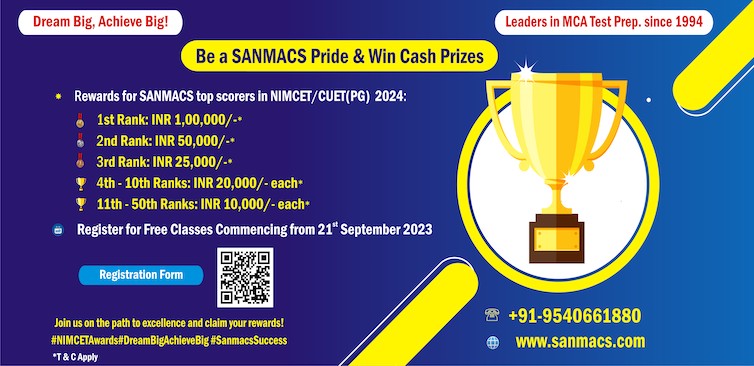 Dream Big, Achieve Big!
Leaders in MCA Test Prep. since 1994
Be a SANMACS Pride & Win Cash Prizes
Rewards for SANMACS top scorers in NIMCET/CUET(PG) 2024:
1st Rank: INR 1,00,000/-*
2nd Rank: INR 50,000/-*
3rd Rank: INR 25,000/-*
4th - 10th Ranks: INR 20,000/- each*
11th - 50th Ranks: INR 10,000/- each*
Register for Free Classes Commencing from 21st September 2023
Registration Form
Join us on the path to excellence and claim your rewards!
#NIMCETAwards#DreamBigAchieveBig #SanmacsSuccess
*T & C Apply
+91-9540661880
www.sanmacs.com